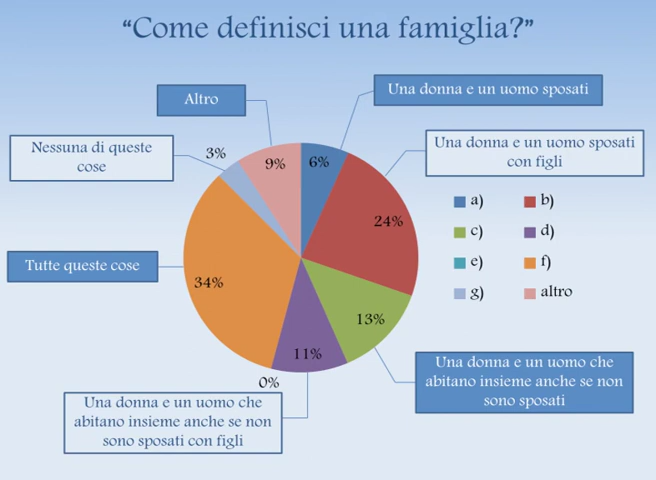 “Come definisci una famiglia?”
Altro
Una donna e un uomo sposati
Nessuna di queste
cose
3%
9%
6%
Una donna e un uomo sposati
con figli
24%
a)
b)
c)
d)
e)
f)
g)
altro
Tutte queste cose
34%
13%
11%
0%
Una donna e un uomo che
abitano insieme anche se non
sono sposati
Una donna e un uomo che
abitano insieme anche se non
sono sposati con figli